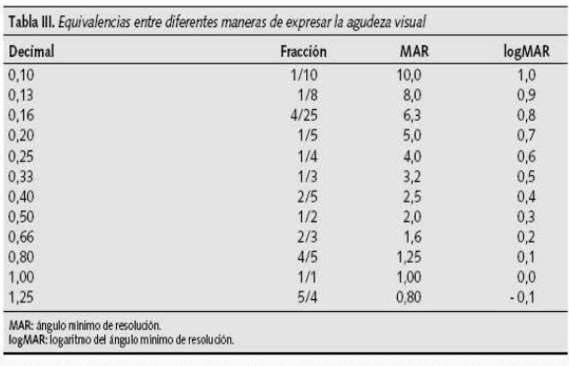 Tabla III. Equivalencias entre diferentes maneras de expresar la agudeza visual
Decimal Fracción MAR logMAR
0,10 1/10 10,0 1,0
0,13 1/8 8,0 0,9
0,16 4/25 6,3 0,8
0,20 1/5 5,0 0,7
0,25 1/4 4,0 0,6
0,33 1/3 3,2 0,5
0,40 2/5 2,5 0,4
0,50 1/2 2,0 0,3
0,66 2/3 1,6 0,2
0,80 4/5 1,25 0,1
1,00 1/1 1,00 0,0
1,25 5/4 0,80 - 0,1
MAR: ángulo mínimo de resolución.
logMAR: logaritmo del ángulo mínimo de resolución.